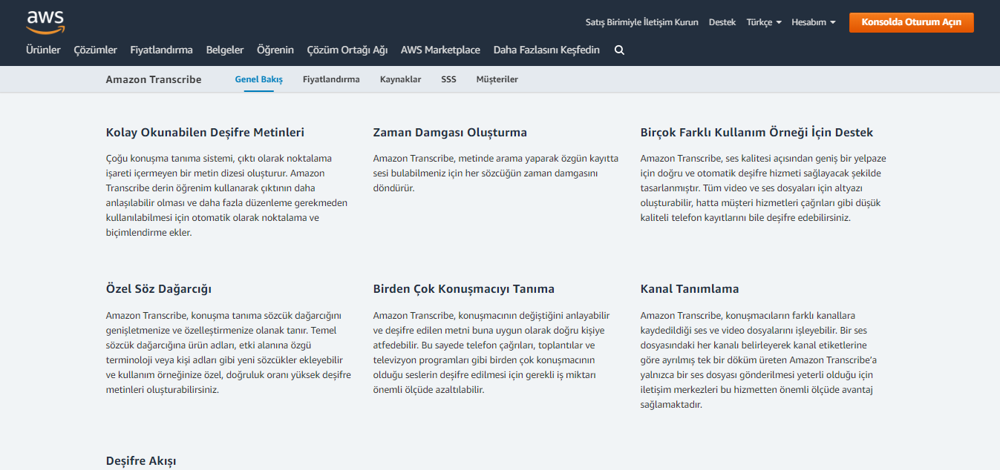 aws
Satış Birimiyle İletişim Kurun Destek Türkçe Hesabım Konsolda Oturum Açın
Ürünler Çözümler Fiyatlandırma Belgeler Öğrenin Çözüm Ortağı Ağı AWS Marketplace Daha Fazlasını Keşfedin
Amazon Transcribe Genel Bakış Fiyatlandırma Kaynaklar SSS Müşteriler
Kolay Okunabilen Deşifre Metinleri
Çoğu konuşma tanıma sistemi, çıktı olarak noktalama
işareti içermeyen bir metin dizesi oluşturur. Amazon
Transcribe derin öğrenim kullanarak çıktının daha
anlaşılabilir olması ve daha fazla düzenleme gerekmeden
kullanılabilmesi için otomatik olarak noktalama ve
biçimlendirme ekler.
Zaman Damgası Oluşturma
Amazon Transcribe, metinde arama yaparak özgün kayıtta
sesi bulabilmeniz için her sözcüğün zaman damgasını
döndürür.
Birçok Farklı Kullanım Örneği İçin Destek
Amazon Transcribe, ses kalitesi açısından geniş bir yelpaze
için doğru ve otomatik deşifre hizmeti sağlayacak şekilde
tasarlanmıştır. Tüm video ve ses dosyaları için altyazı
oluşturabilir, hatta müşteri hizmetleri çağrıları gibi düşük
kaliteli telefon kayıtlarını bile deşifre edebilirsiniz.
Özel Söz Dağarcığı
Amazon Transcribe, konuşma tanıma sözcük dağarcığını
genişletmenize ve özelleştirmenize olanak tanır. Temel
sözcük dağarcığına ürün adları, etki alanına özgü
terminoloji veya kişi adları gibi yeni sözcükler ekleyebilir
ve kullanım örneğinize özel, doğruluk oranı yüksek deşifre
metinleri oluşturabilirsiniz.
Birden Çok Konuşmacıyı Tanıma
Amazon Transcribe, konuşmacının değiştiğini anlayabilir
ve deşifre edilen metni buna uygun olarak doğru kişiye
atfedebilir. Bu sayede telefon çağrıları, toplantılar ve
televizyon programları gibi birden çok konuşmacının
olduğu seslerin deşifre edilmesi için gerekli iş miktarı
önemli ölçüde azaltılabilir.
Kanal Tanımlama
Amazon Transcribe, konuşmacıların farklı kanallara
kaydedildiği ses ve video dosyalarını işleyebilir. Bir ses
dosyasındaki her kanalı belirleyerek kanal etiketlerine
göre ayrılmış tek bir döküm üreten Amazon Transcribe’a
yalnızca bir ses dosyası gönderilmesi yeterli olduğu için
iletişim merkezleri bu hizmetten önemli ölçüde avantaj
sağlamaktadır.
Deşifre Akışı